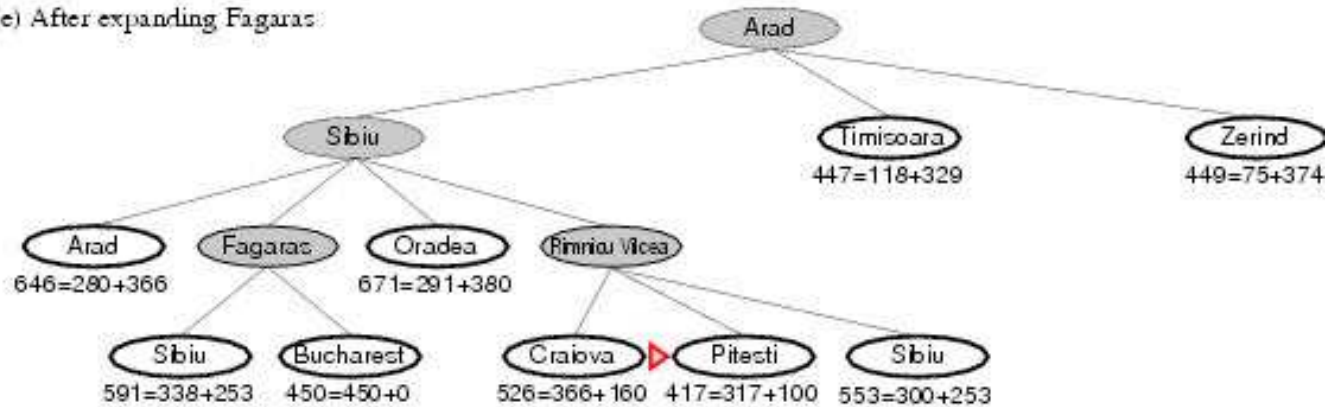 e) After expanding Fagaras
Arad
Sibiu
Timisoara
Zerind
447=118+329
449=75+374
Arad
Fagaras
Oradea
Rimnicu Vilcea
646=280+366
671=291+380
Sibiu
Bucharest
Craiova
Pitesti
Sibiu
591=338+253
450=450+0
526=366+160
417=317+100
553=300+253